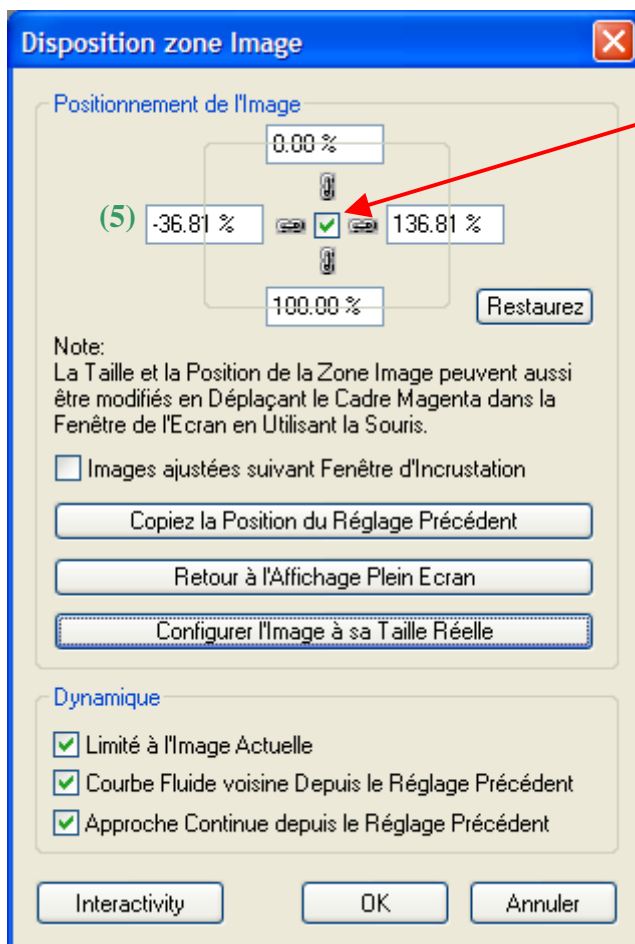 Disposition zone Image
Positionnement de l'Image
0.00 %
(5) -36.81 % 136.81 %
100.00 % Restaurez
Note:
La Taille et la Position de la Zone Image peuvent aussi
être modifiés en Déplaçant le Cadre Magenta dans la
Fenêtre de l'Ecran en Utilisant la Souris.
Images ajustées suivant Fenêtre d'Incrustation
Copiez la Position du Réglage Précédent
Retour à l'Affichage Plein Ecran
Configurer l'Image à sa Taille Réelle
Dynamique
Limité à l'Image Actuelle
Courbe Fluide voisine Depuis le Réglage Précédent
Approche Continue depuis le Réglage Précédent
Interactivity OK Annuler